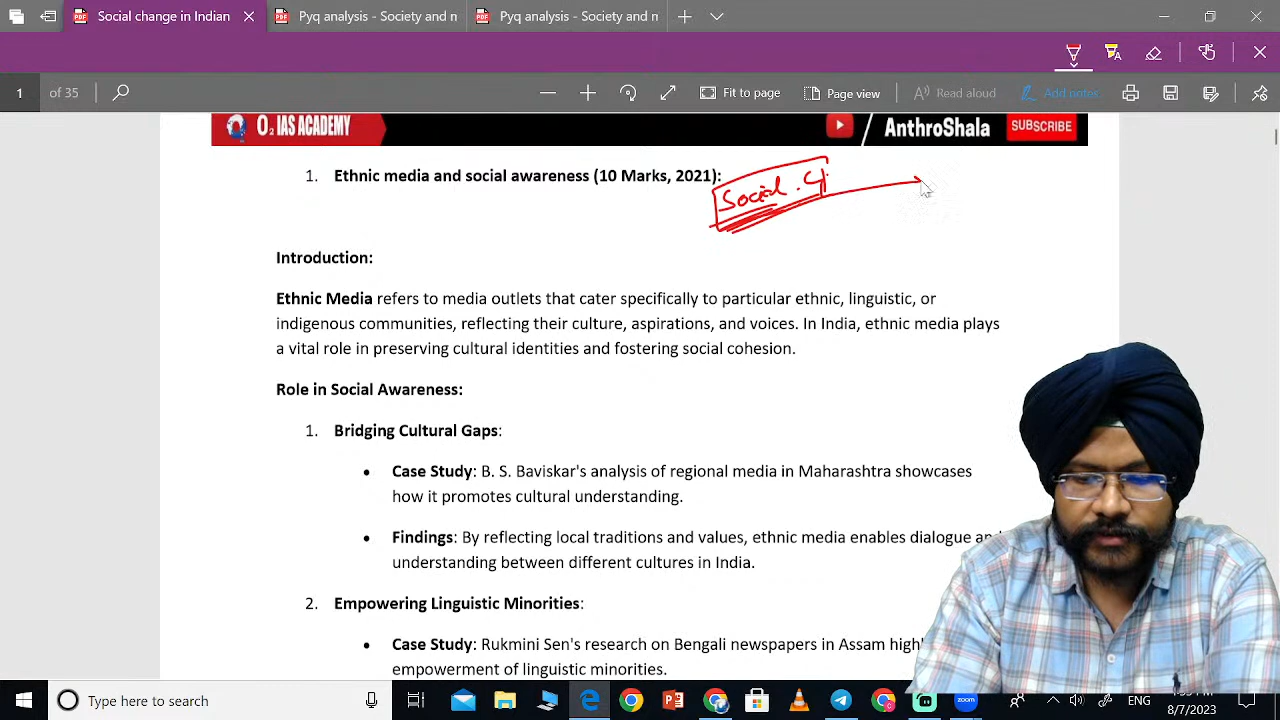 Social change in Indian
Pyq analysis - Society and n
Pyq analysis - Society and n
1 of 35
Fit to page
Page view
Read aloud
Add notes
O2 IAS ACADEMY
AnthroShala
SUBSCRIBE
1. Ethnic media and social awareness (10 Marks, 2021):
Social
Introduction:
Ethnic Media refers to media outlets that cater specifically to particular ethnic, linguistic, or
indigenous communities, reflecting their culture, aspirations, and voices. In India, ethnic media plays
a vital role in preserving cultural identities and fostering social cohesion.
Role in Social Awareness:
1. Bridging Cultural Gaps:
• Case Study: B. S. Baviskar's analysis of regional media in Maharashtra showcases
how it promotes cultural understanding.
• Findings: By reflecting local traditions and values, ethnic media enables dialogue
understanding between different cultures in India.
2. Empowering Linguistic Minorities:
• Case Study: Rukmini Sen's research on Bengali newspapers in Assam
empowerment of linguistic minorities.
Type here to search
zoom
ENG
8/7/2023